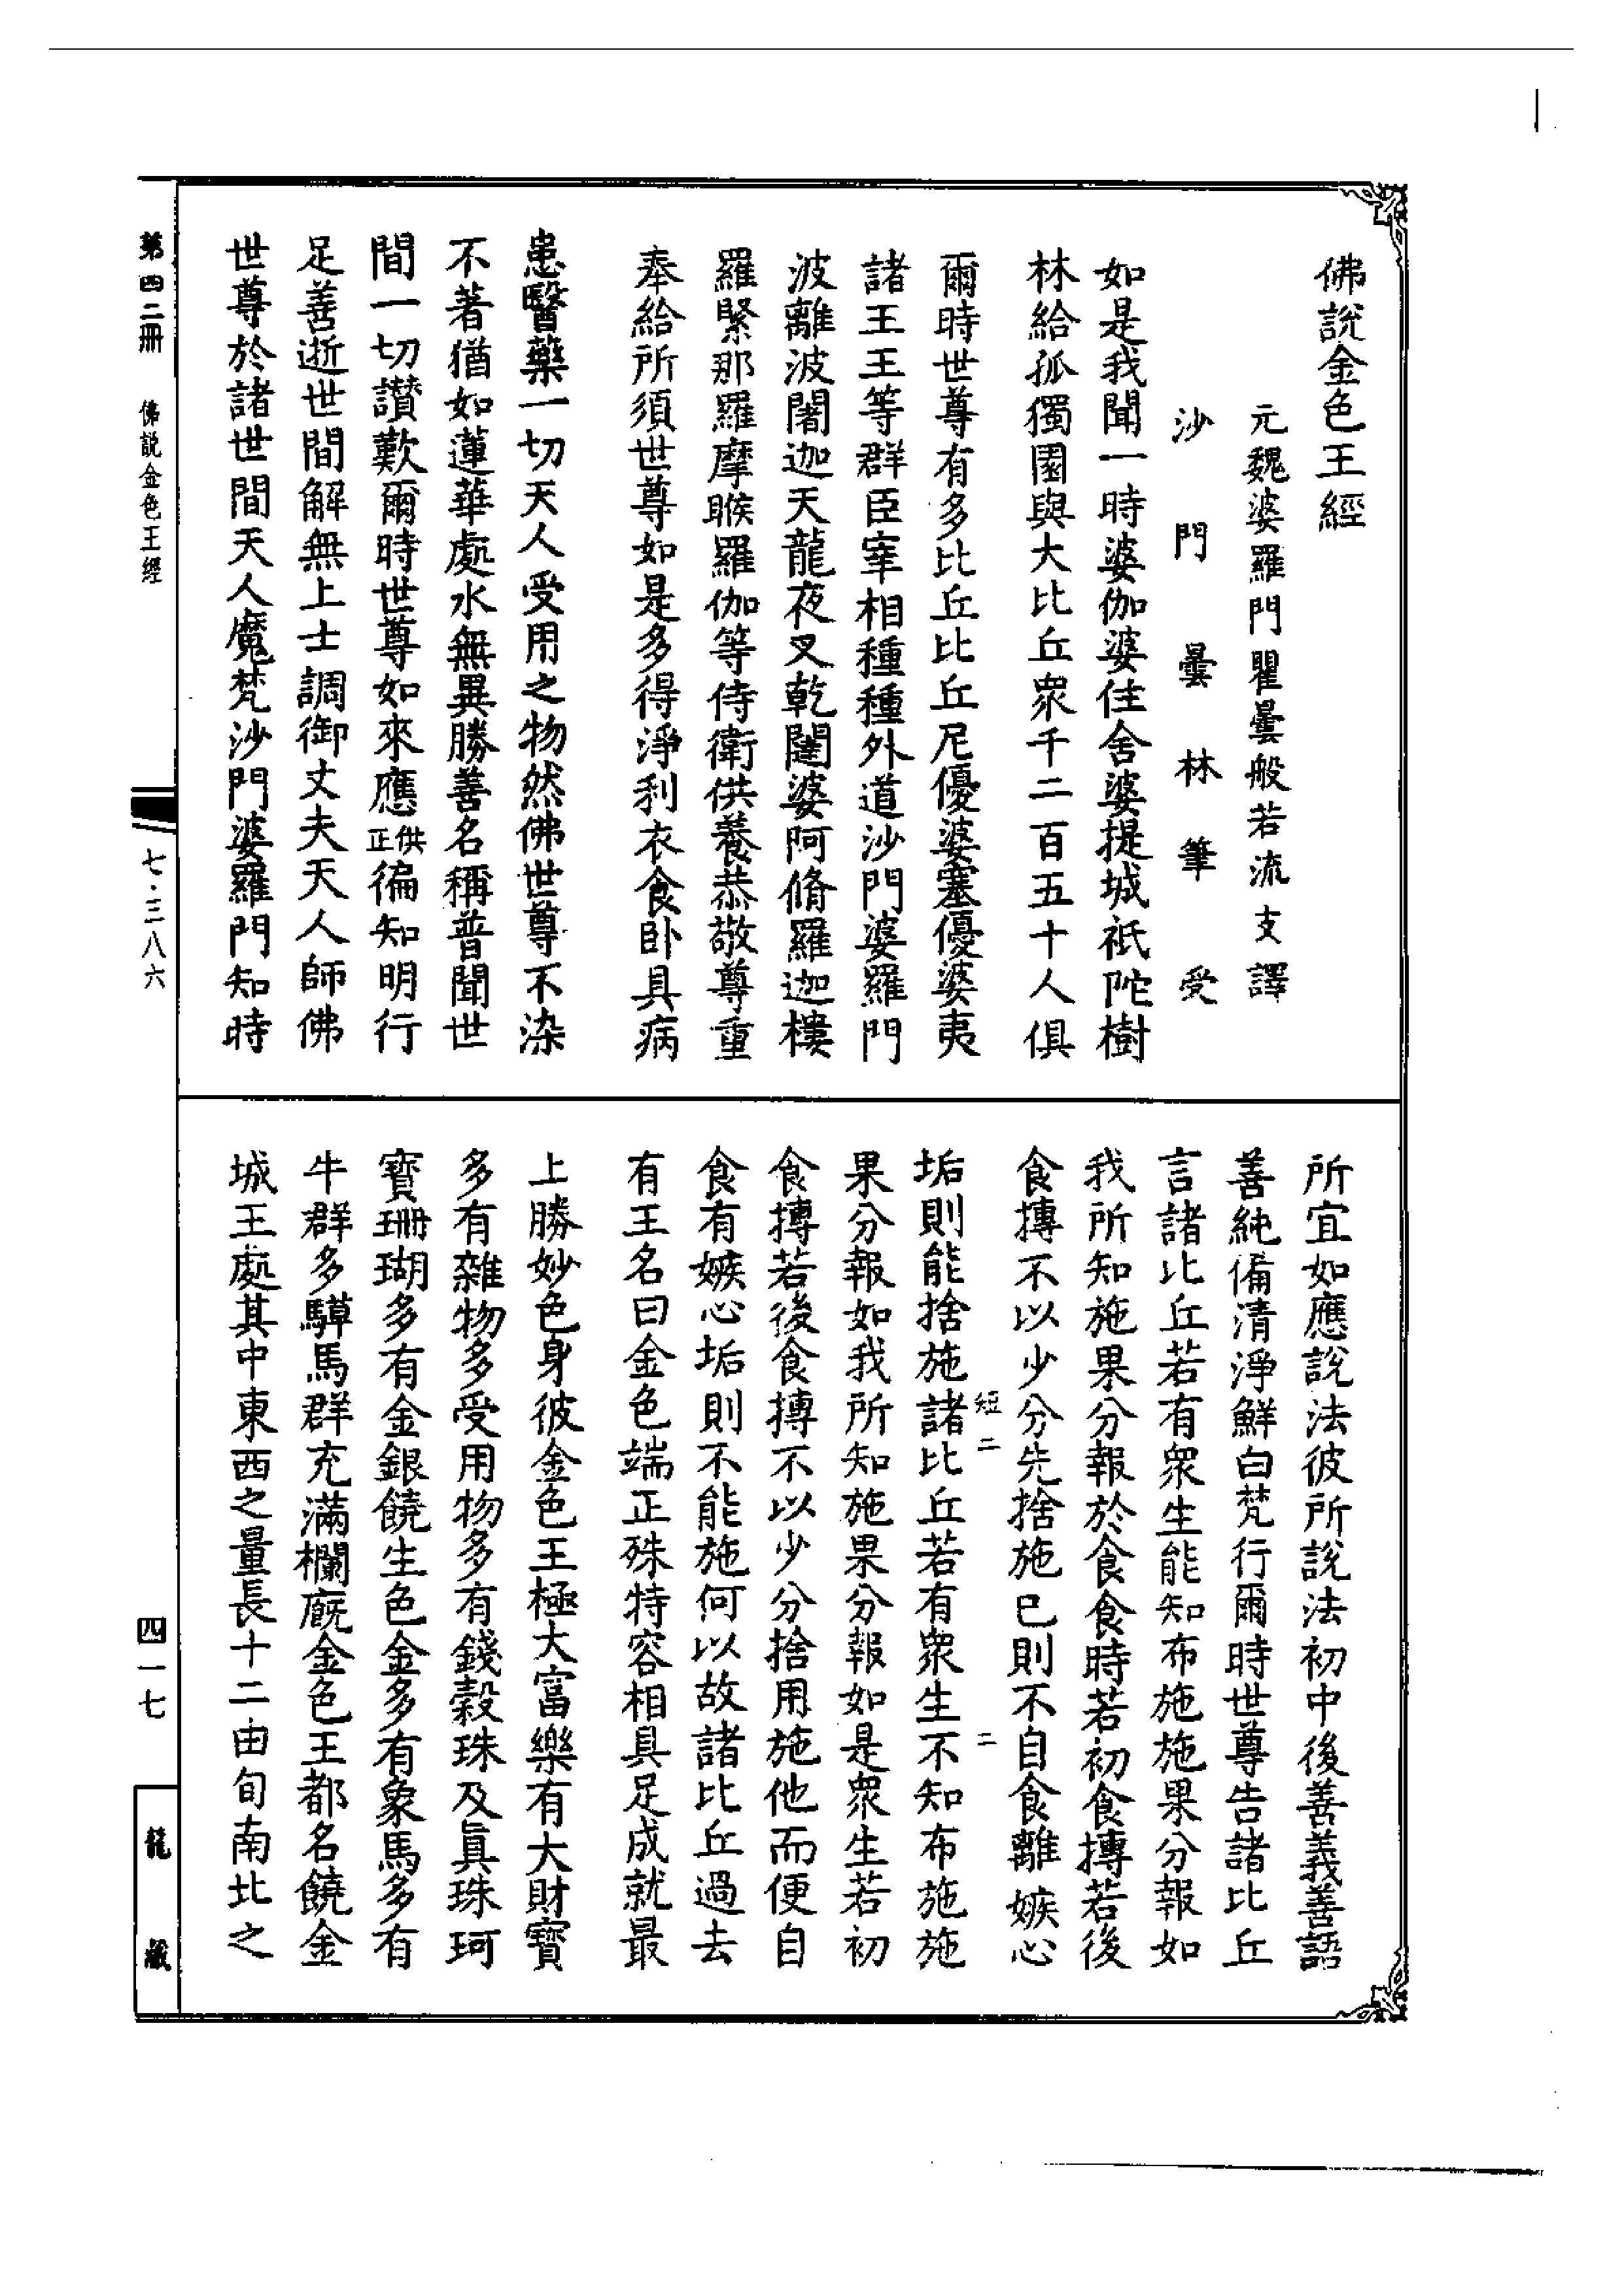 佛說金色王經
元魏婆羅門瞿曇般若流支譯
沙門曇林筆受
如是我聞一時婆伽婆住舍婆提城祇陀樹
林給孤獨園與大比丘眾千二百五十人俱
爾時世尊有多比丘比丘尼優婆塞優婆夷
諸王王等群臣宰相種種外道沙門婆羅門
波離波闍迦天龍夜叉乾闥婆阿脩羅迦樓
羅緊那羅摩睺羅伽等侍衛供養恭敬尊重
奉給所須世尊如是多得淨利衣食卧具病
患醫藥一切天人受用之物然佛世尊不染
不著猶如蓮華處水無異勝善名稱普聞世
間一切讚歎爾時世尊如來應供正徧知明行
足善逝世間解無上士調御丈夫天人師佛
世尊於諸世間天人魔梵沙門婆羅門知時
所宜如應說法彼所說法初中後善義善語
善純備清淨鮮白梵行爾時世尊告諸比丘
言諸比丘若有眾生能知布施施果分報如
我所知施果分報於食食時若初食摶若後
食摶不以少分先捨施已則不自食離嫉心
短二 二
垢則能捨施諸比丘若有眾生不知布施施
果分報如我所知施果分報如是眾生若初
食摶若後食摶不以少分捨用施他而便自
食有嫉心垢則不能施何以故諸比丘過去
有王名曰金色端正殊特容相具足成就最
上勝妙色身彼金色王極大富樂有大財寶
多有雜物多受用物多有錢穀珠及真珠珂
寶珊瑚多有金銀饒生色金多有象馬多有
牛群多騲馬群充滿欄廄金色王都名饒金
城王處其中東西之量長十二由旬南北之
第四二冊 佛說金色王經 七·三八六 四一七 龍藏